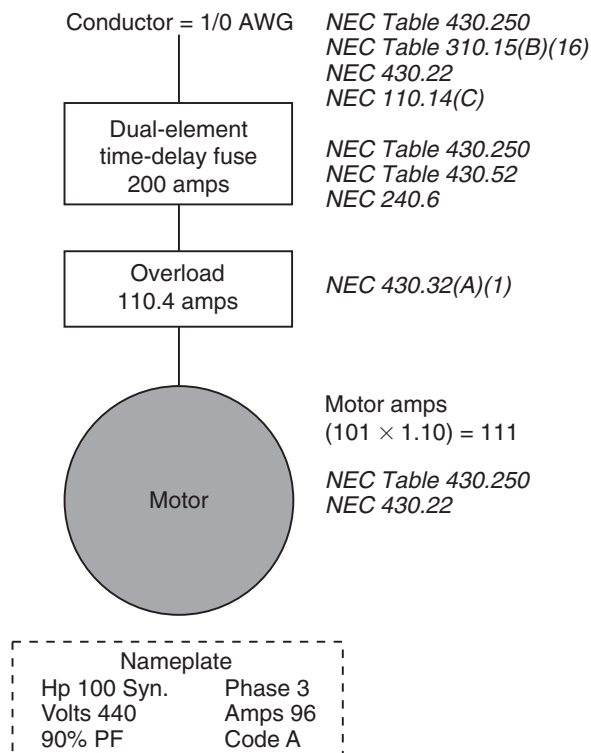 Conductor = 1/0 AWG
NEC Table 430.250
NEC Table 310.15(B)(16)
NEC 430.22
NEC 110.14(C)
Dual-element
time-delay fuse
200 amps
NEC Table 430.250
NEC Table 430.52
NEC 240.6
Overload
110.4 amps
NEC 430.32(A)(1)
Motor amps
(101 × 1.10) = 111
Motor
NEC Table 430.250
NEC 430.22
Nameplate
Hp 100 Syn. Phase 3
Volts 440 Amps 96
90% PF Code A